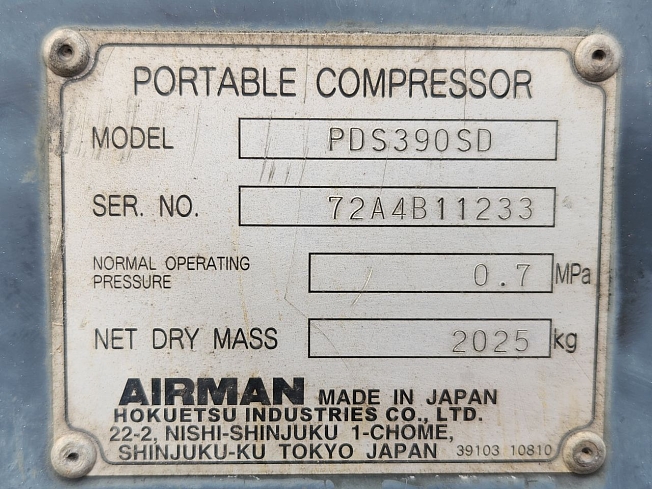 PORTABLE COMPRESSOR
MODEL PDS390SD
SER. NO. 72A4B11233
NORMAL OPERATING
PRESSURE 0.7 MPa
NET DRY MASS 2025 kg
AIRMAN MADE IN JAPAN
HOKUETSU INDUSTRIES CO., LTD.
22-2, NISHI-SHINJUKU 1-CHOME,
SHINJUKU-KU TOKYO JAPAN 39103 10810